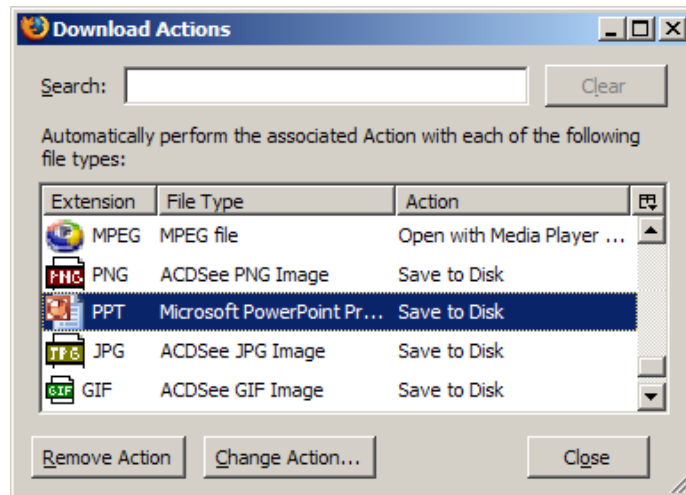 Download Actions
Search:
Clear
Automatically perform the associated Action with each of the following
file types:
Extension File Type Action
MPEG MPEG file Open with Media Player ...
PNG PNG ACDSee PNG Image Save to Disk
PPT Microsoft PowerPoint Pr... Save to Disk
JPG JPG ACDSee JPG Image Save to Disk
GIF GIF ACDSee GIF Image Save to Disk
Remove Action Change Action... Close